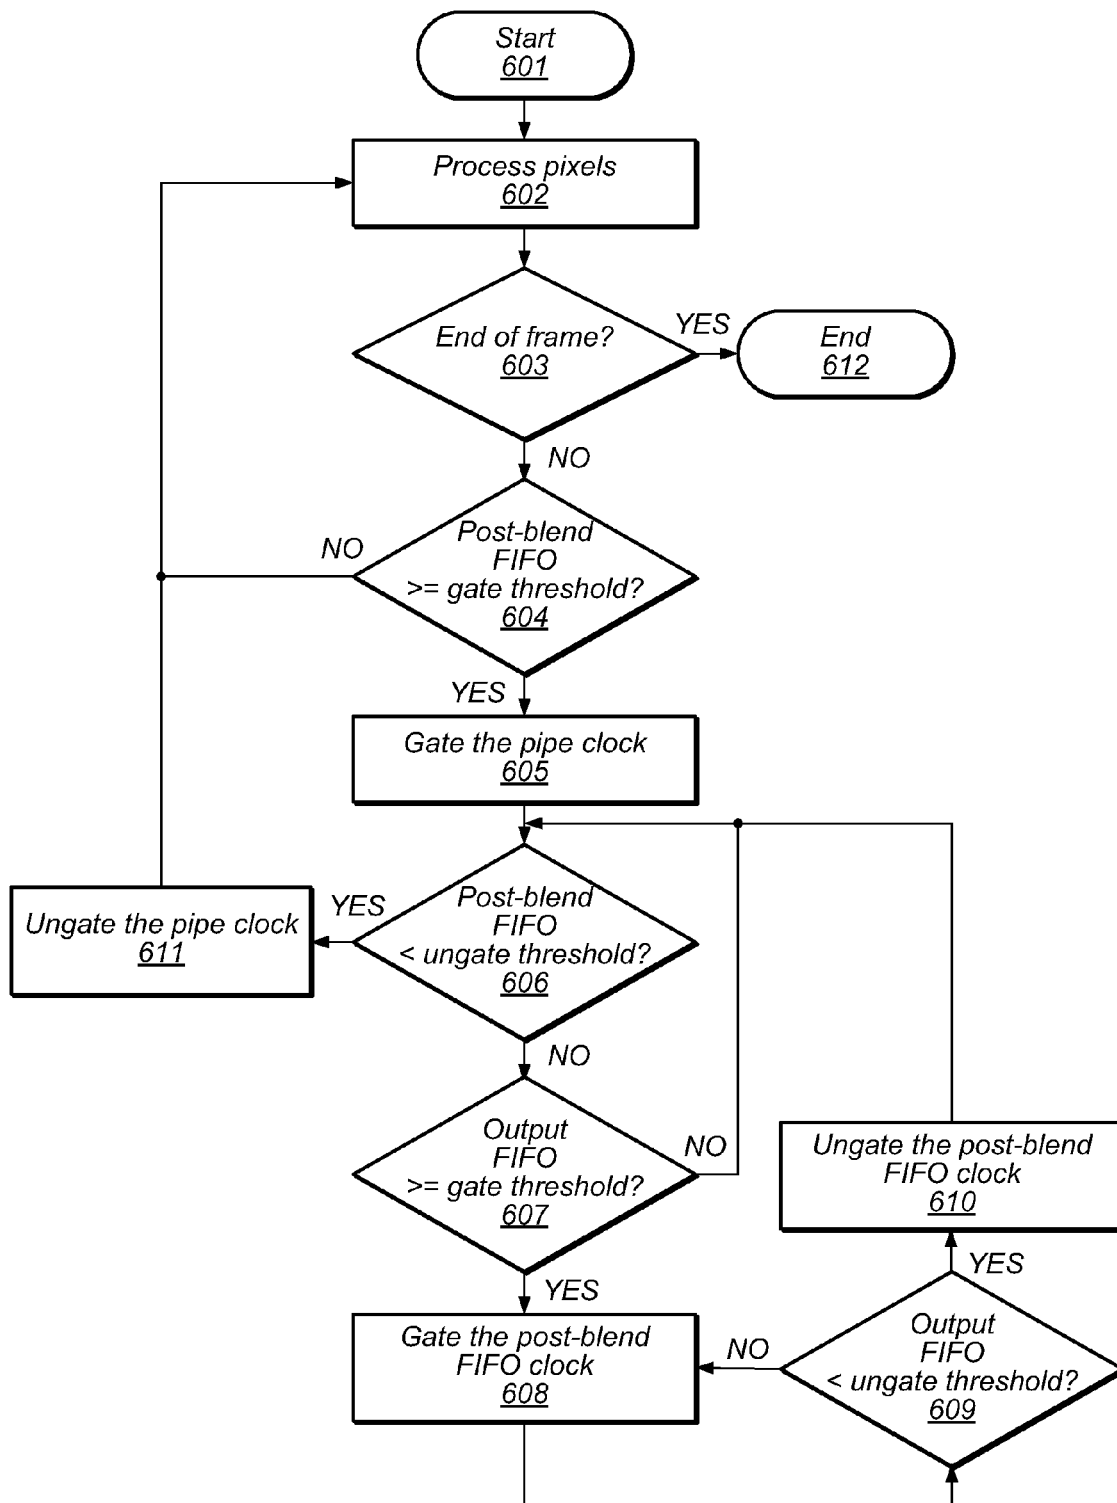 Start
601
Process pixels
602
End of frame?
603
YES
End
612
NO
Post-blend
FIFO
>= gate threshold?
604
NO
YES
Gate the pipe clock
605
Post-blend
FIFO
< ungate threshold?
606
YES
Ungate the pipe clock
611
NO
Output
FIFO
>= gate threshold?
607
NO
YES
Gate the post-blend
FIFO clock
608
Output
FIFO
< ungate threshold?
609
NO
YES
Ungate the post-blend
FIFO clock
610